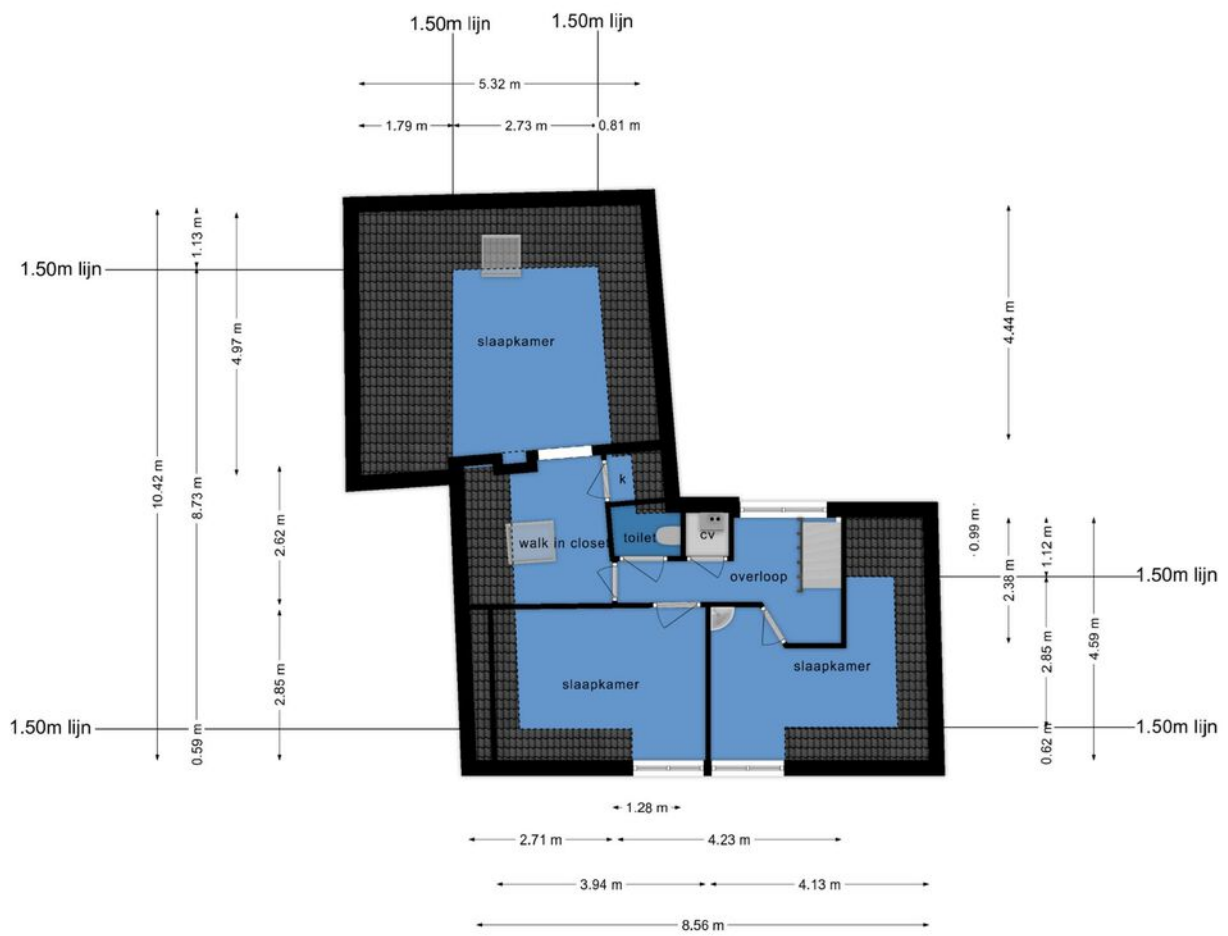 1.50m lijn
1.50m lijn
5.32 m
1.79 m
2.73 m
0.81 m
1.13 m
10.42 m
8.73 m
0.59 m
4.97 m
2.62 m
2.85 m
1.50m lijn
1.50m lijn
slaapkamer
k
walk in closet
toilet
cv
overloop
slaapkamer
slaapkamer
4.44 m
0.99 m
2.38 m
1.12 m
2.85 m
0.62 m
4.59 m
1.50m lijn
1.50m lijn
1.28 m
2.71 m
4.23 m
3.94 m
4.13 m
8.56 m